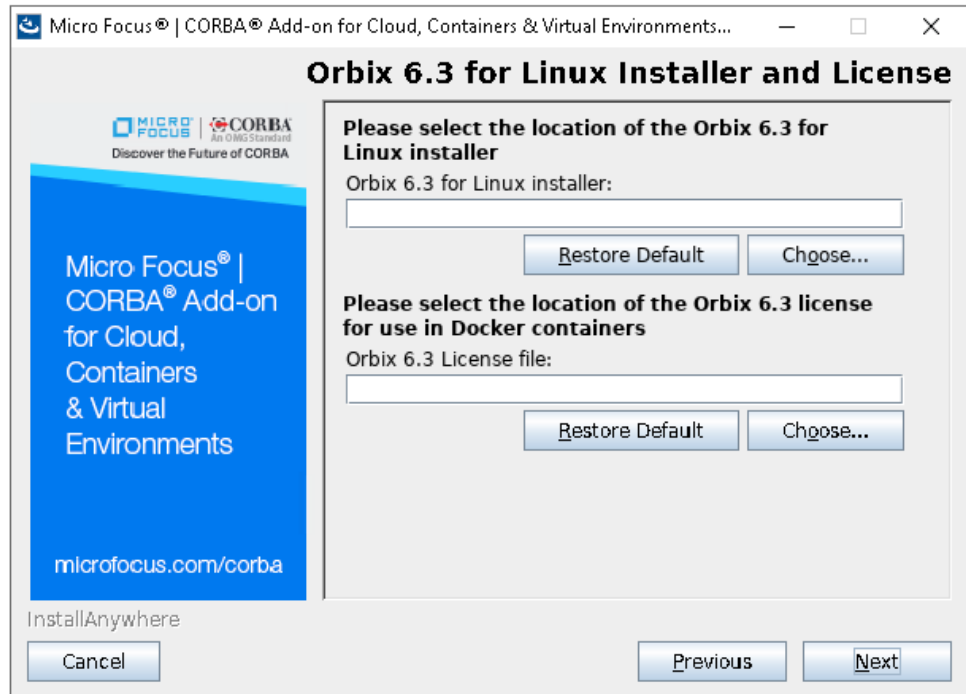 Micro Focus® | CORBA® Add-on for Cloud, Containers & Virtual Environments...
Orbix 6.3 for Linux Installer and License
MICRO FOCUS | CORBA
An OMG Standard
Discover the Future of CORBA
Micro Focus® |
CORBA® Add-on
for Cloud,
Containers
& Virtual
Environments
microfocus.com/corba
Please select the location of the Orbix 6.3 for
Linux installer
Orbix 6.3 for Linux installer:
Restore Default Choose...
Please select the location of the Orbix 6.3 license
for use in Docker containers
Orbix 6.3 License file:
Restore Default Choose...
InstallAnywhere
Cancel Previous Next